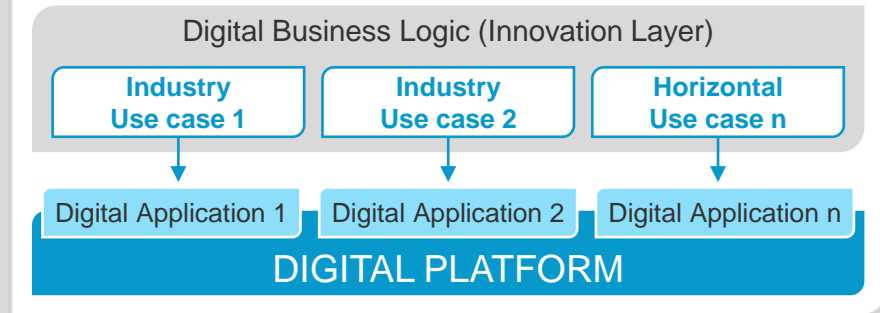 Digital Business Logic (Innovation Layer)
Industry
Use case 1
Industry
Use case 2
Horizontal
Use case n
Digital Application 1
Digital Application 2
Digital Application n
DIGITAL PLATFORM